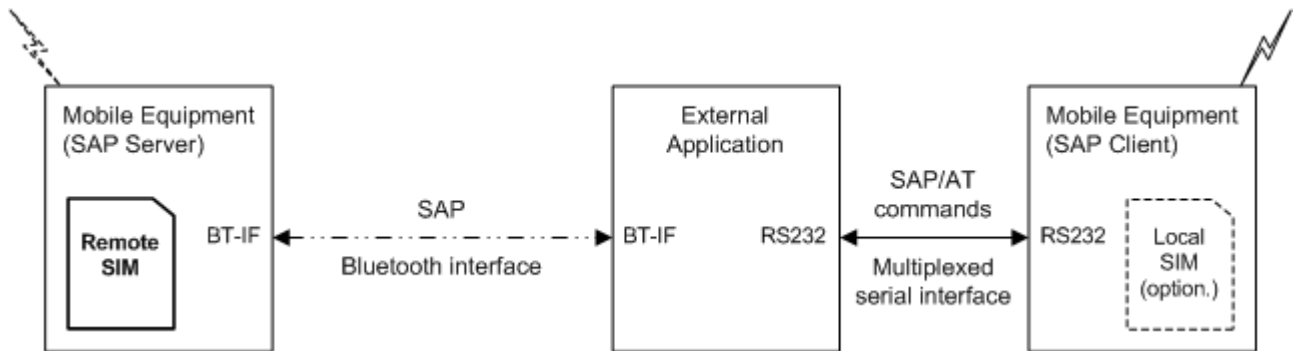 Mobile Equipment
(SAP Server)
Remote
SIM
BT-IF
SAP
Bluetooth interface
External
Application
BT-IF
RS232
SAP/AT
commands
Multiplexed
serial interface
Mobile Equipment
(SAP Client)
RS232
Local
SIM
(option.)